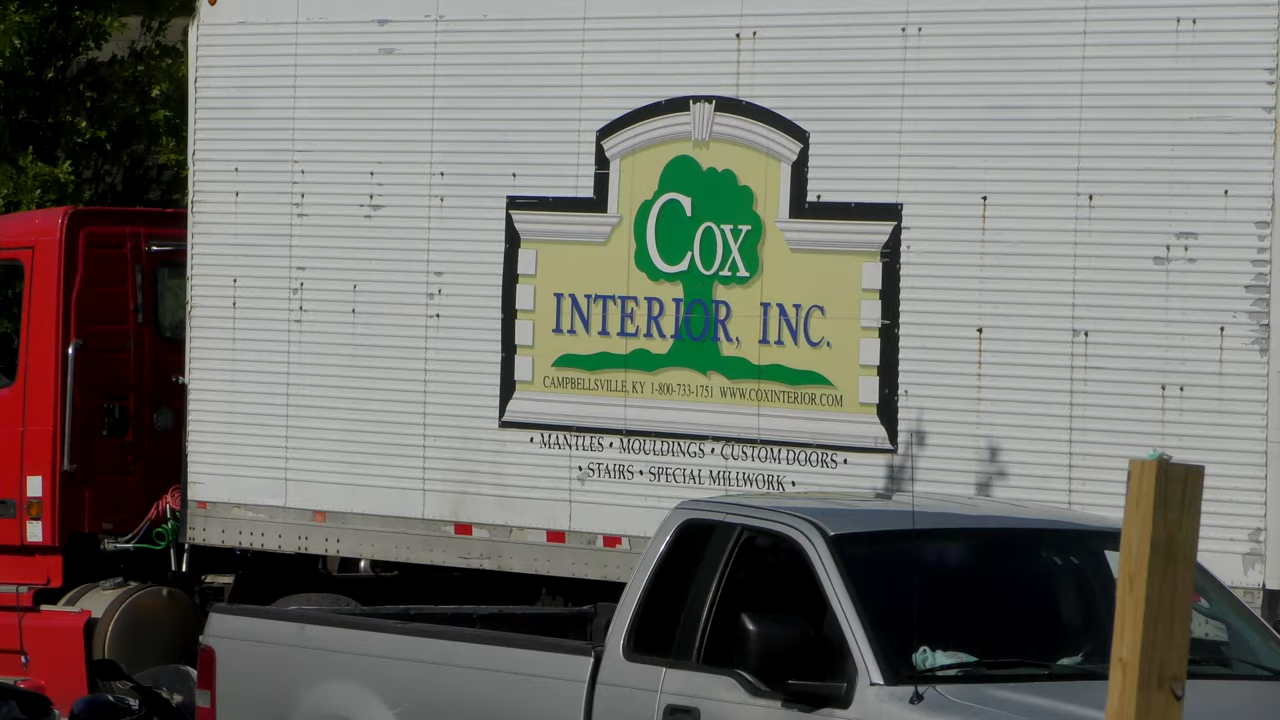 COX
INTERIOR, INC.
CAMPBELLSVILLE, KY 1-800-733-1751 WWW.COXINTERIOR.COM
• MANTLES • MOULDINGS • CUSTOM DOORS •
• STAIRS • SPECIAL MILLWORK •